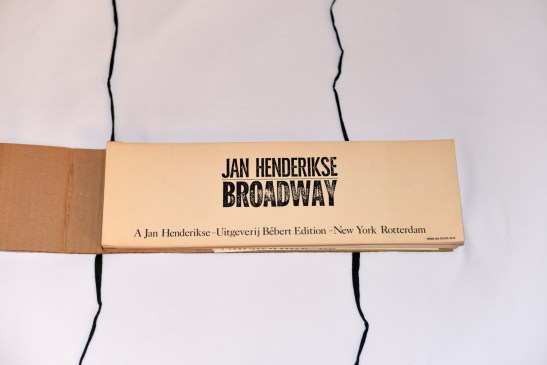 JAN HENDERIKSE
BROADWAY
A Jan Henderikse–Uitgeverij Bébert Edition –New York Rotterdam